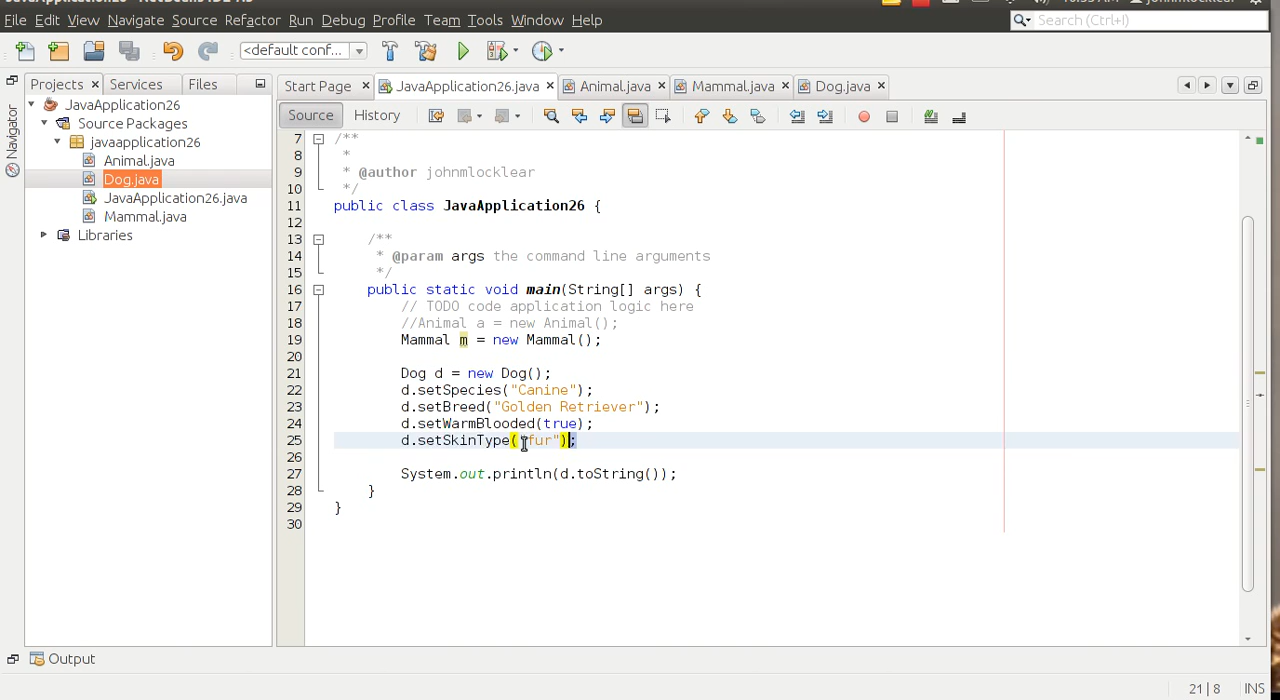 File Edit View Navigate Source Refactor Run Debug Profile Team Tools Window Help
Search (Ctrl+I)
<default conf...
Projects Services Files
Start Page JavaApplication26.java Animal.java Mammal.java Dog.java
Navigator
JavaApplication26
Source Packages
javaapplication26
Animal.java
Dog.java
JavaApplication26.java
Mammal.java
Libraries
Source History
7 /**
8 *
9 * @author johnmlocklear
10 */
11 public class JavaApplication26 {
12
13 /**
14 * @param args the command line arguments
15 */
16 public static void main(String[] args) {
17 // TODO code application logic here
18 //Animal a = new Animal();
19 Mammal m = new Mammal();
20
21 Dog d = new Dog();
22 d.setSpecies("Canine");
23 d.setBreed("Golden Retriever");
24 d.setWarmBlooded(true);
25 d.setSkinType("fur");
26
27 System.out.println(d.toString());
28 }
29 }
30
Output
21 | 8 INS